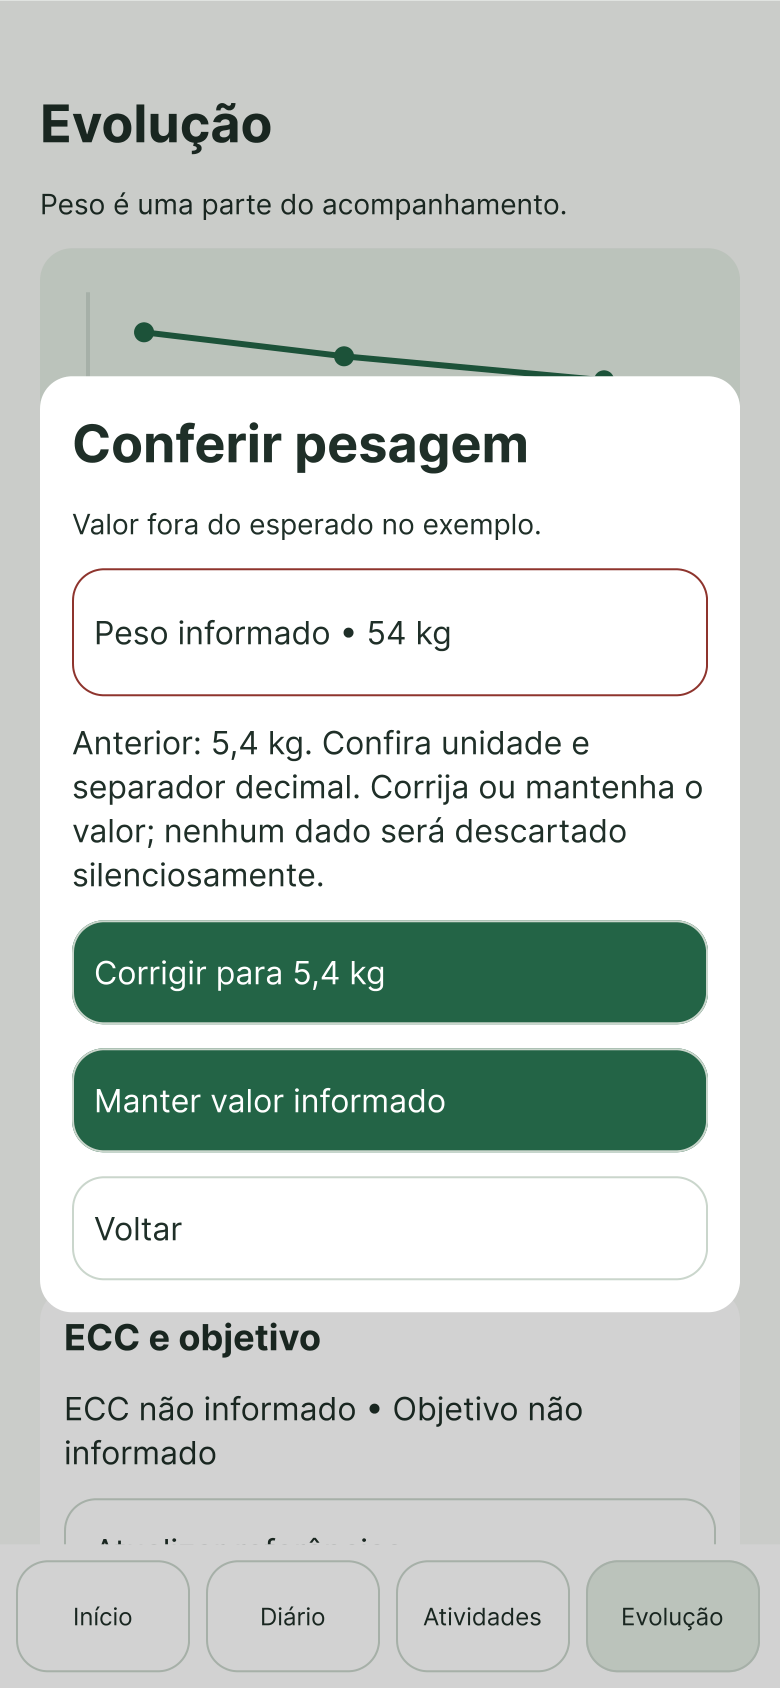 Evolução
Peso é uma parte do acompanhamento.
Conferir pesagem
Valor fora do esperado no exemplo.
Peso informado • 54 kg
Anterior: 5,4 kg. Confira unidade e
separador decimal. Corrija ou mantenha o
valor; nenhum dado será descartado
silenciosamente.
Corrigir para 5,4 kg
Manter valor informado
Voltar
ECC e objetivo
ECC não informado • Objetivo não
informado
Atualizar referências
Início
Diário
Atividades
Evolução